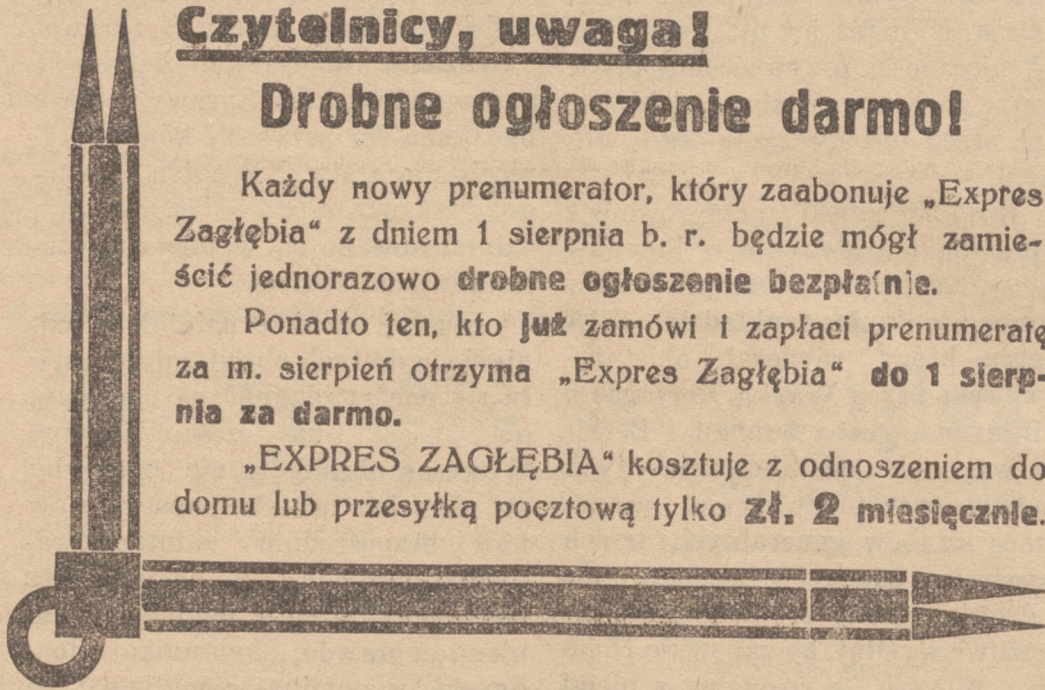 Czytelnicy, uwaga!
Drobne ogłoszenie darmo!
Każdy nowy prenumerator, który zaabonuje „Expres
Zagłębia“ z dniem 1 sierpnia b. r. będzie mógł zamie-
ścić jednorazowo drobne ogłoszenie bezpłatnie.
Ponadto ten, kto już zamówi i zapłaci prenumeratę
za m. sierpień otrzyma „Expres Zagłębia“ do 1 sierp-
nia za darmo.
„EXPRES ZAGŁĘBIA“ kosztuje z odnoszeniem do
domu lub przesyłką pocztową tylko zł. 2 miesięcznie.